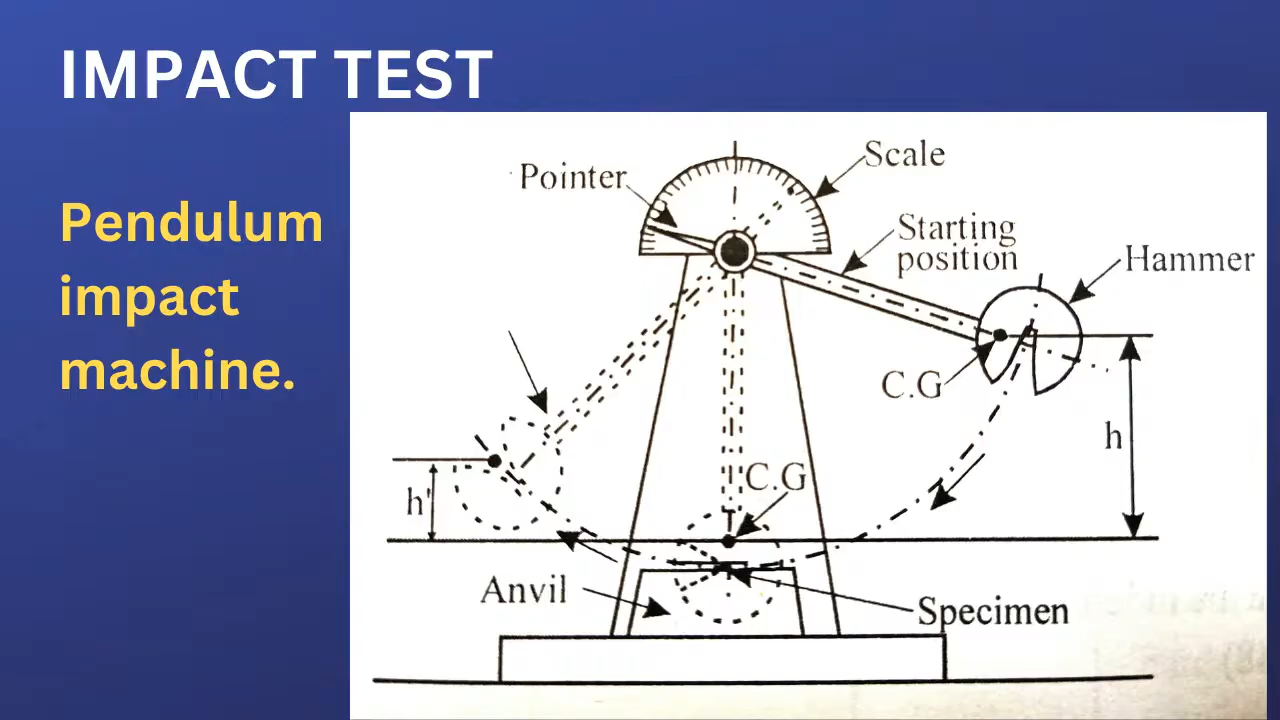 IMPACT TEST
Pendulum
impact
machine.
Pointer
Scale
Starting
position
Hammer
C.G
h
C.G
h'
Anvil
Specimen